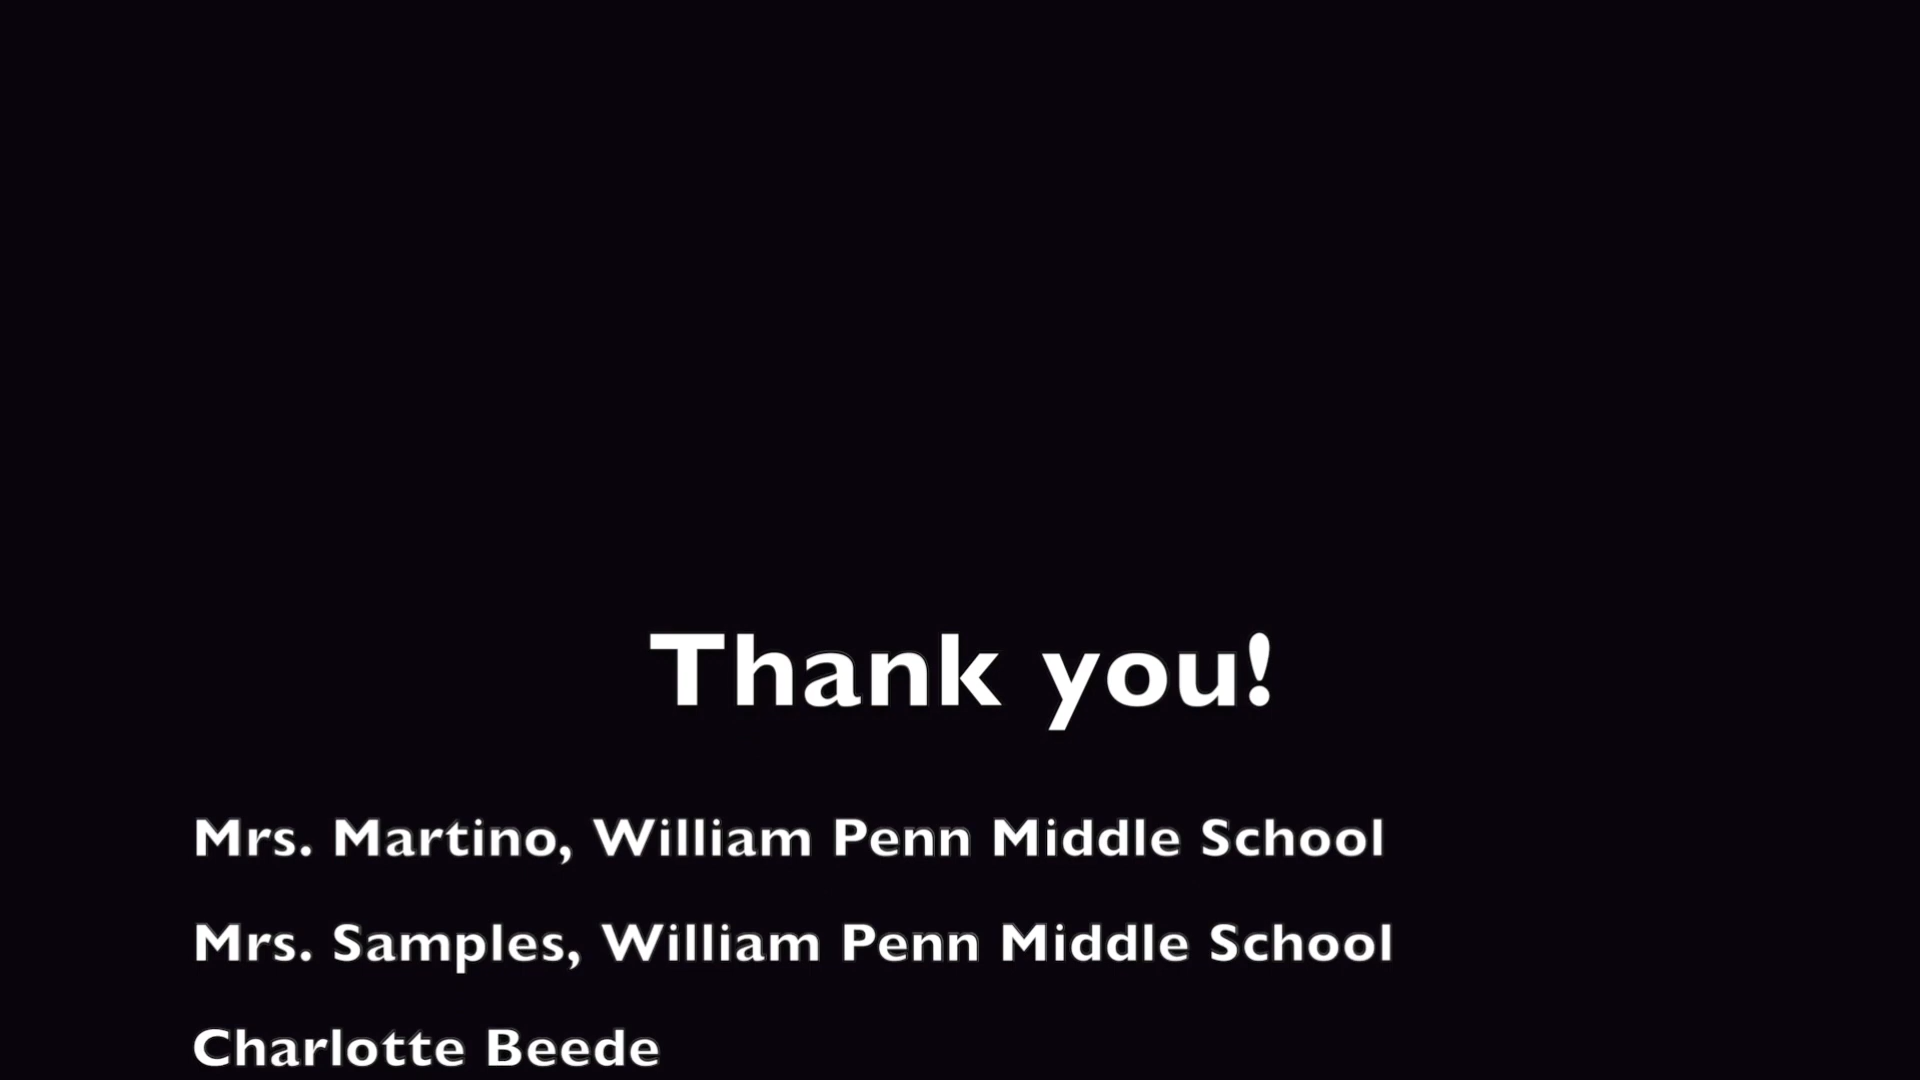 Thank you!
Mrs. Martino, William Penn Middle School
Mrs. Samples, William Penn Middle School
Charlotte Beede